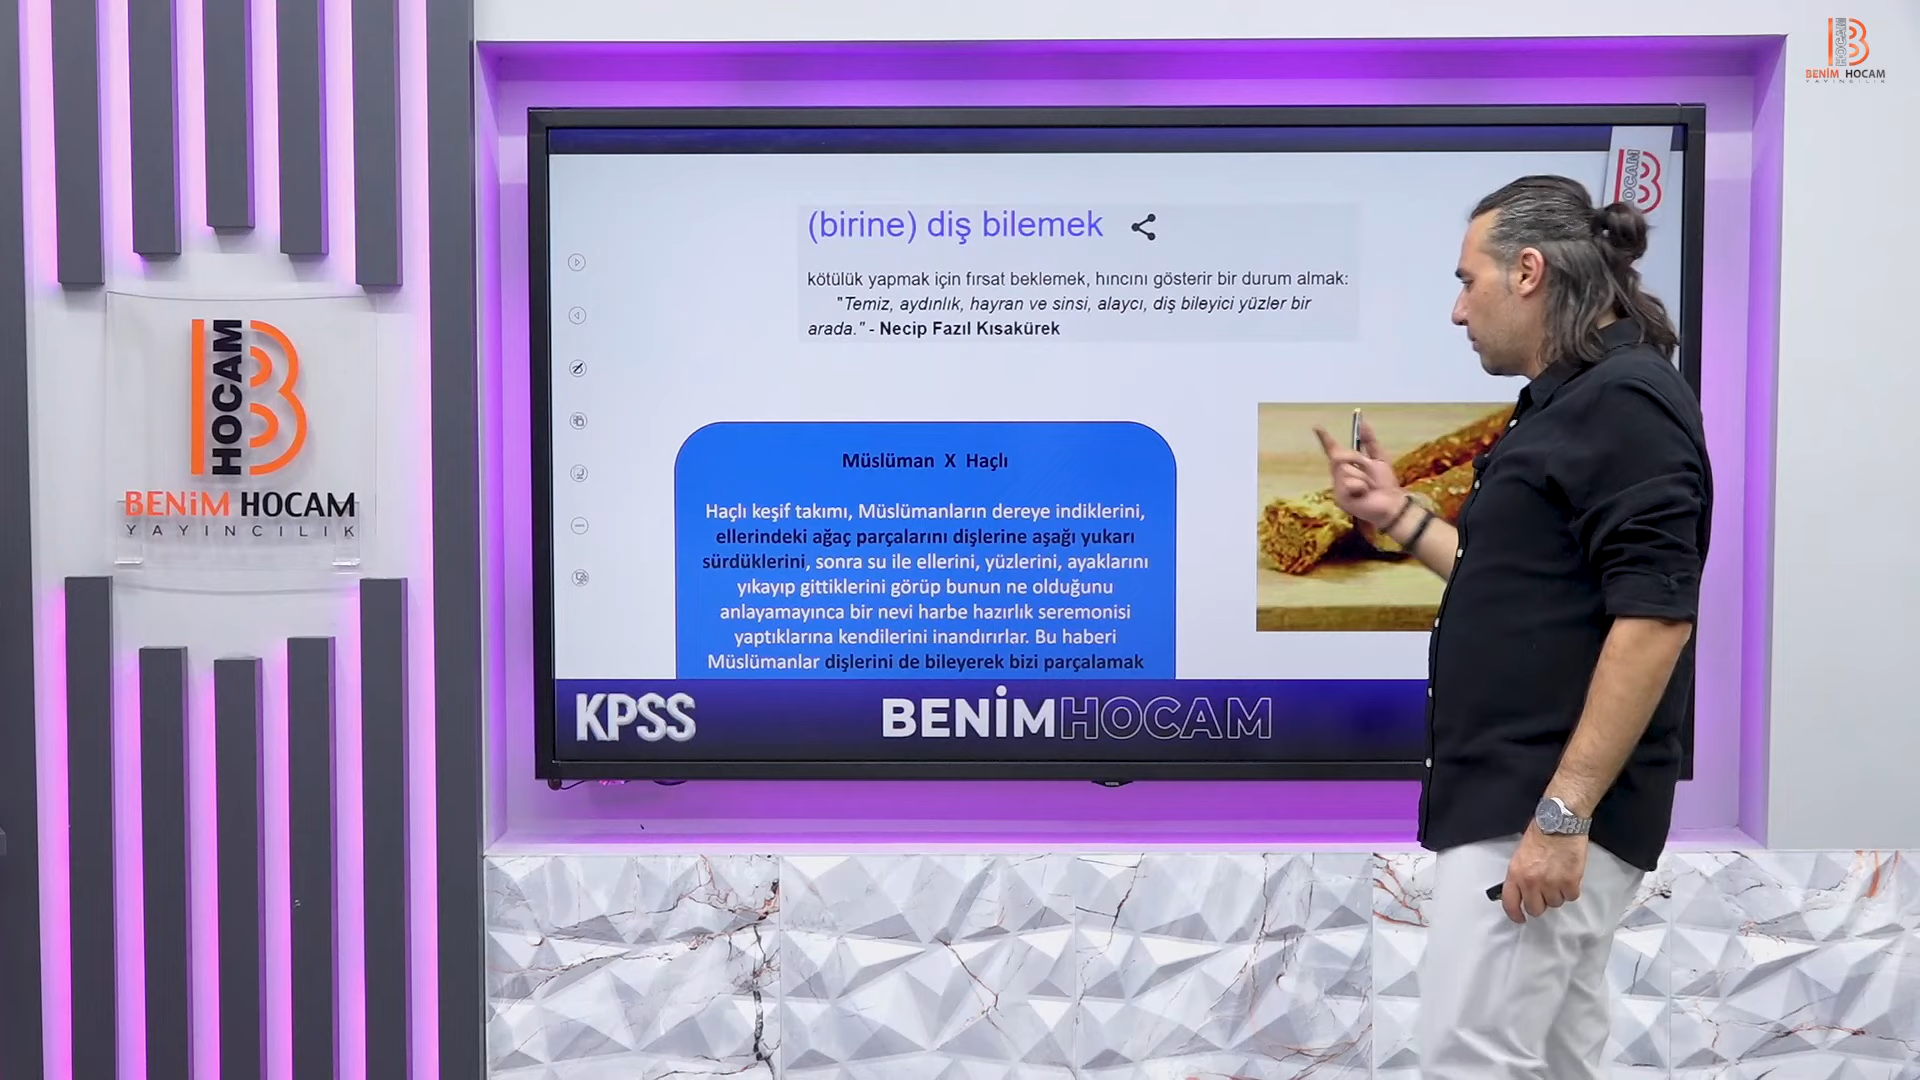 HOCAM
BENİM HOCAM
YAYINCILIK
HOCAM
(birine) diş bilemek
kötülük yapmak için fırsat beklemek, hıncını gösterir bir durum almak:
"Temiz, aydınlık, hayran ve sinsi, alaycı, diş bileyici yüzler bir
arada." - Necip Fazıl Kısakürek
Müslüman X Haçlı
Haçlı keşif takımı, Müslümanların dereye indiklerini,
ellerindeki ağaç parçalarını dişlerine aşağı yukarı
sürdüklerini, sonra su ile ellerini, yüzlerini, ayaklarını
yıkayıp gittiklerini görüp bunun ne olduğunu
anlayamayınca bir nevi harbe hazırlık seremonisi
yaptıklarına kendilerini inandırırlar. Bu haberi
Müslümanlar dişlerini de bileyerek bizi parçalamak
HOCAM
BENİM HOCAM
YAYINCILIK
KPSS
BENİMHOCAM